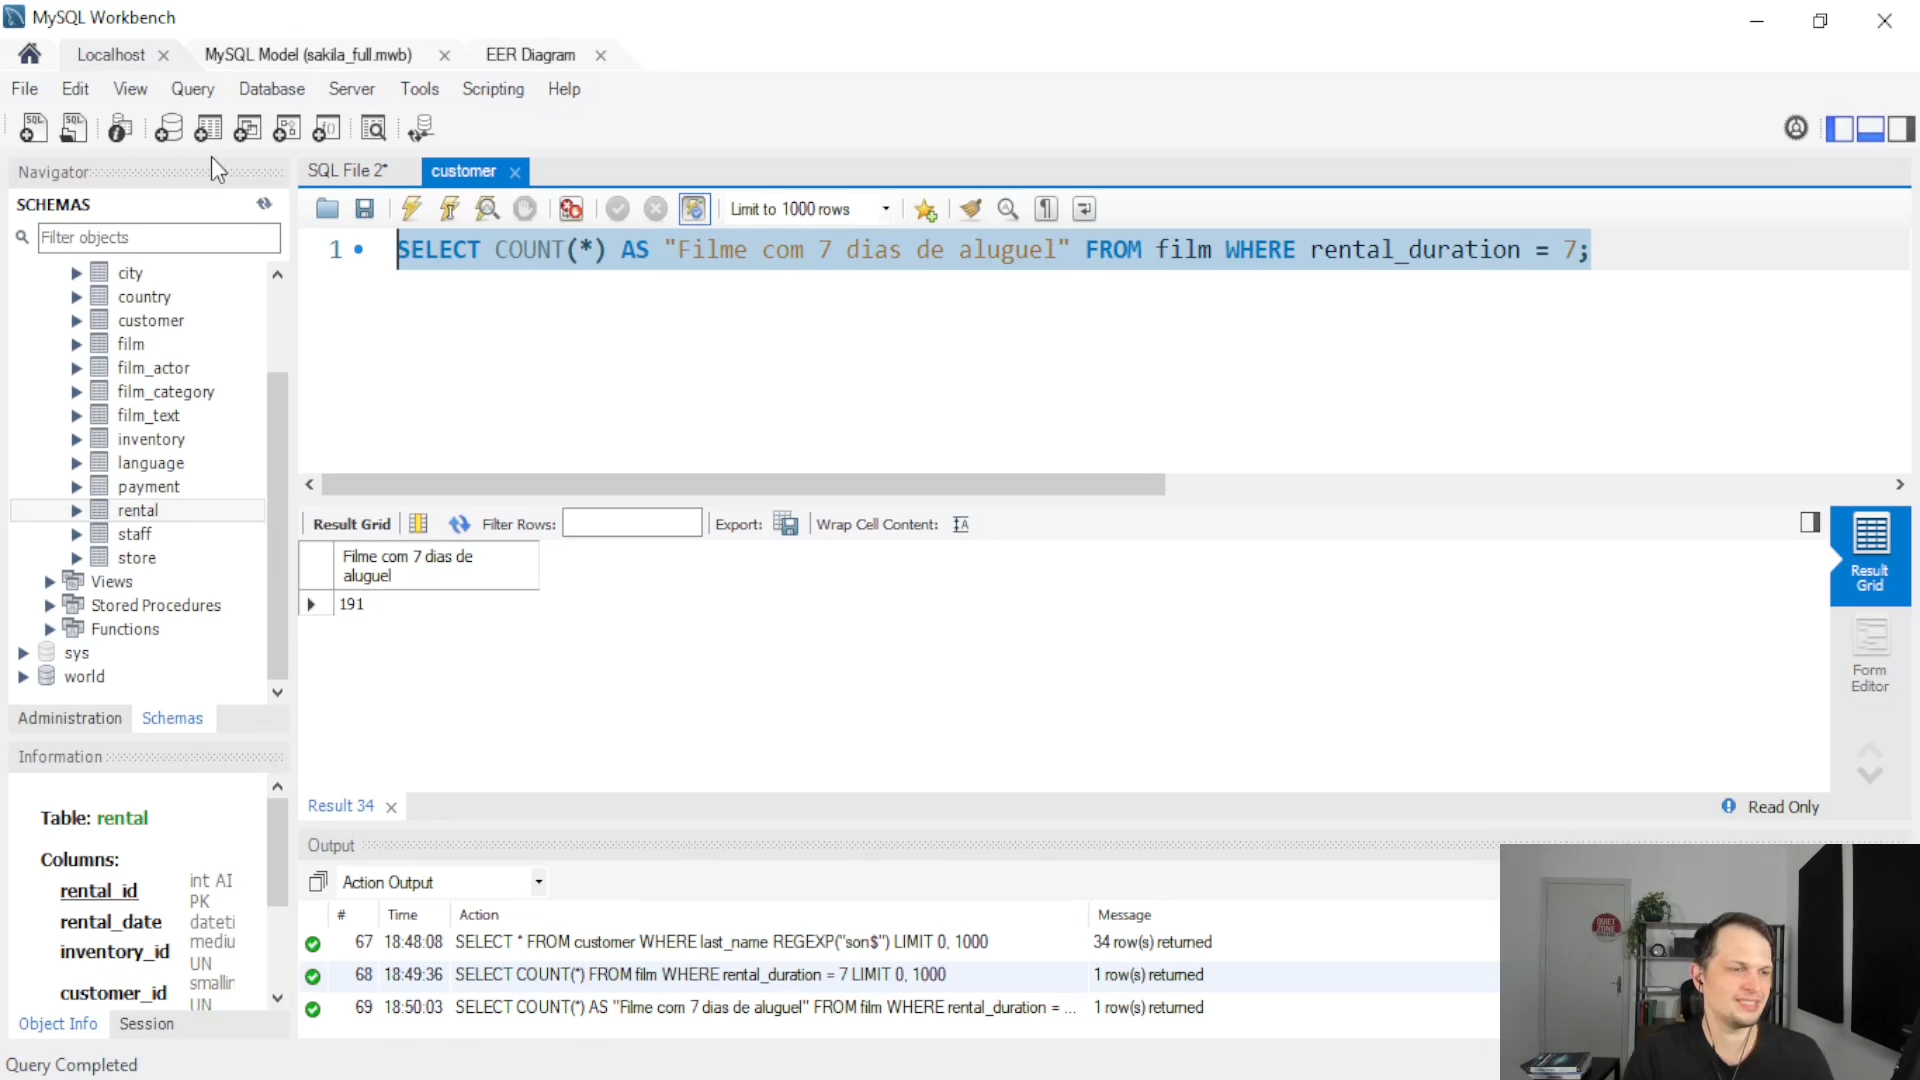 MySQL Workbench
Localhost
MySQL Model (sakila_full.mwb)
EER Diagram
File Edit View Query Database Server Tools Scripting Help
Navigator
SCHEMAS
Filter objects
city
country
customer
film
film_actor
film_category
film_text
inventory
language
payment
rental
staff
store
Views
Stored Procedures
Functions
sys
world
Administration Schemas
Information
Table: rental
Columns:
rental_id int AI
PK
rental_date dateti
inventory_id mediu
UN
customer_id smallir
UN
Object Info Session
SQL File 2*
customer
Limit to 1000 rows
1 SELECT COUNT(*) AS "Filme com 7 dias de aluguel" FROM film WHERE rental_duration = 7;
Result Grid Filter Rows: Export: Wrap Cell Content:
Filme com 7 dias de
aluguel
191
Result
Grid
Form
Editor
Result 34
Read Only
Output
Action Output
# Time Action Message
67 18:48:08 SELECT * FROM customer WHERE last_name REGEXP("son$") LIMIT 0, 1000 34 row(s) returned
68 18:49:36 SELECT COUNT(*) FROM film WHERE rental_duration = 7 LIMIT 0, 1000 1 row(s) returned
69 18:50:03 SELECT COUNT(*) AS "Filme com 7 dias de aluguel" FROM film WHERE rental_duration = ... 1 row(s) returned
QUIET
ZONE
Query Completed